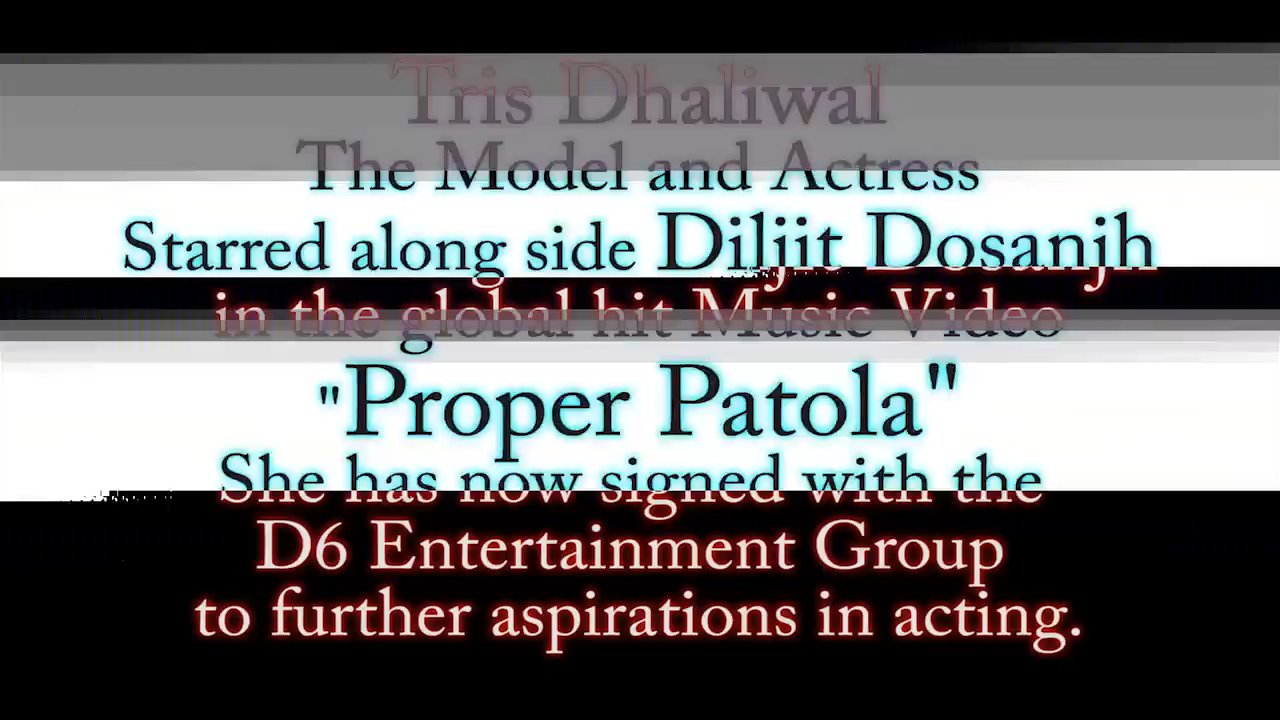 Tris Dhaliwal
The Model and Actress
Starred along side Diljit Dosanjh
in the global hit Music Video
"Proper Patola"
She has now signed with the
D6 Entertainment Group
to further aspirations in acting.